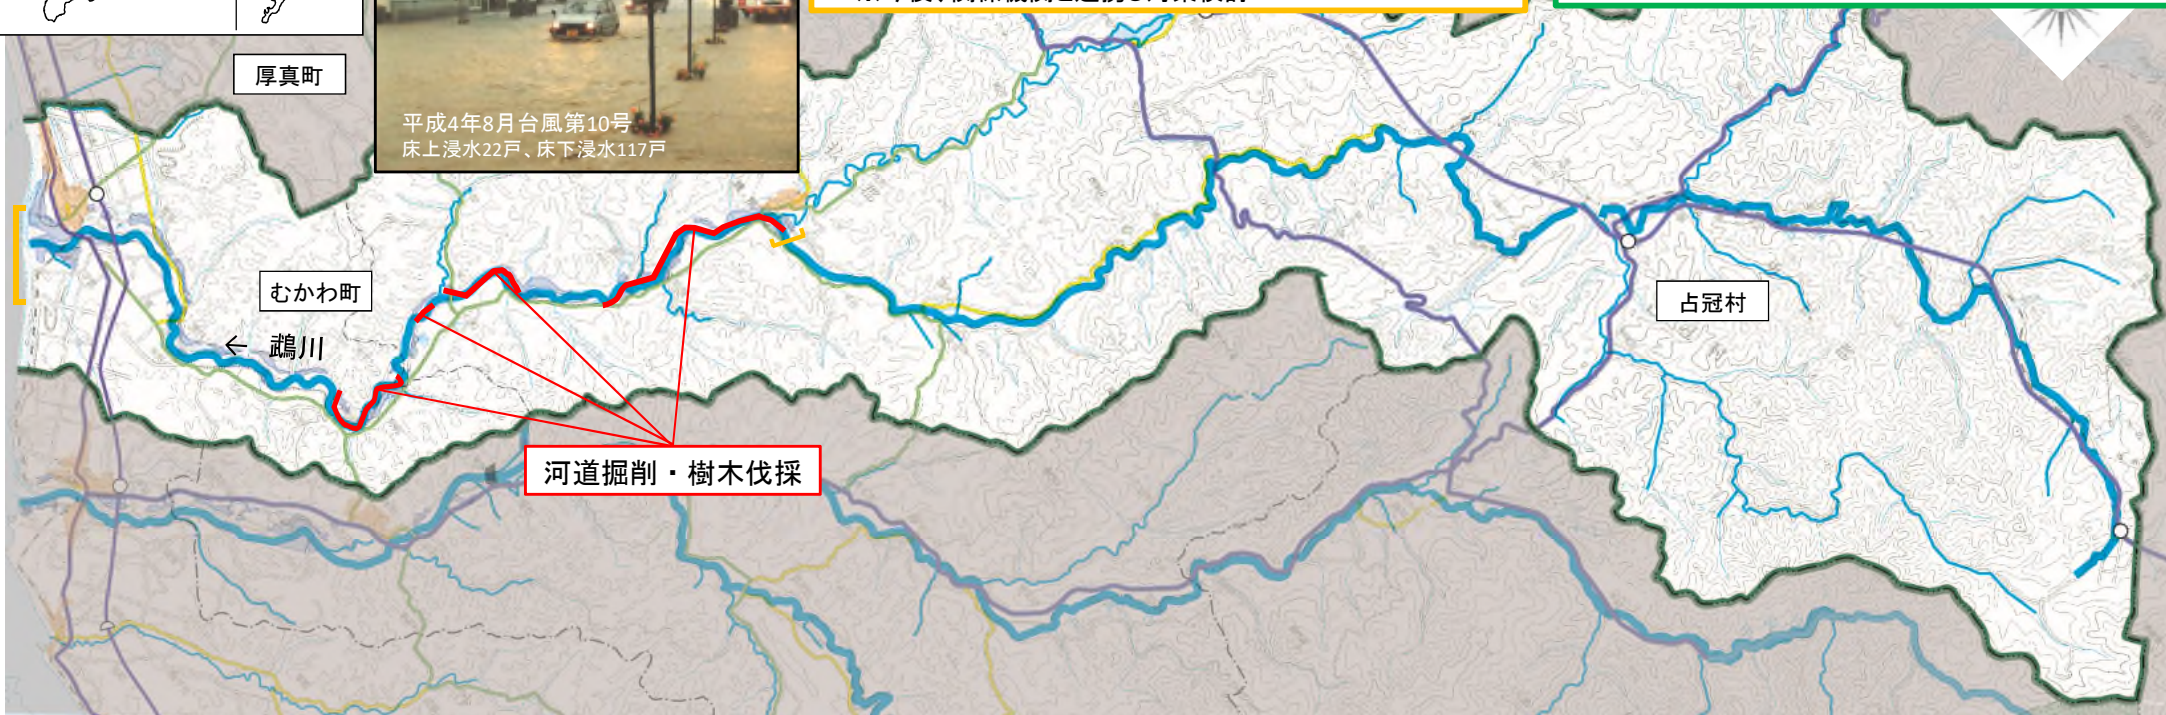 厚真町
平成4年8月台風第10号
床上浸水22戸、床下浸水117戸
むかわ町
← 鵡川
占冠村
河道掘削・樹木伐採